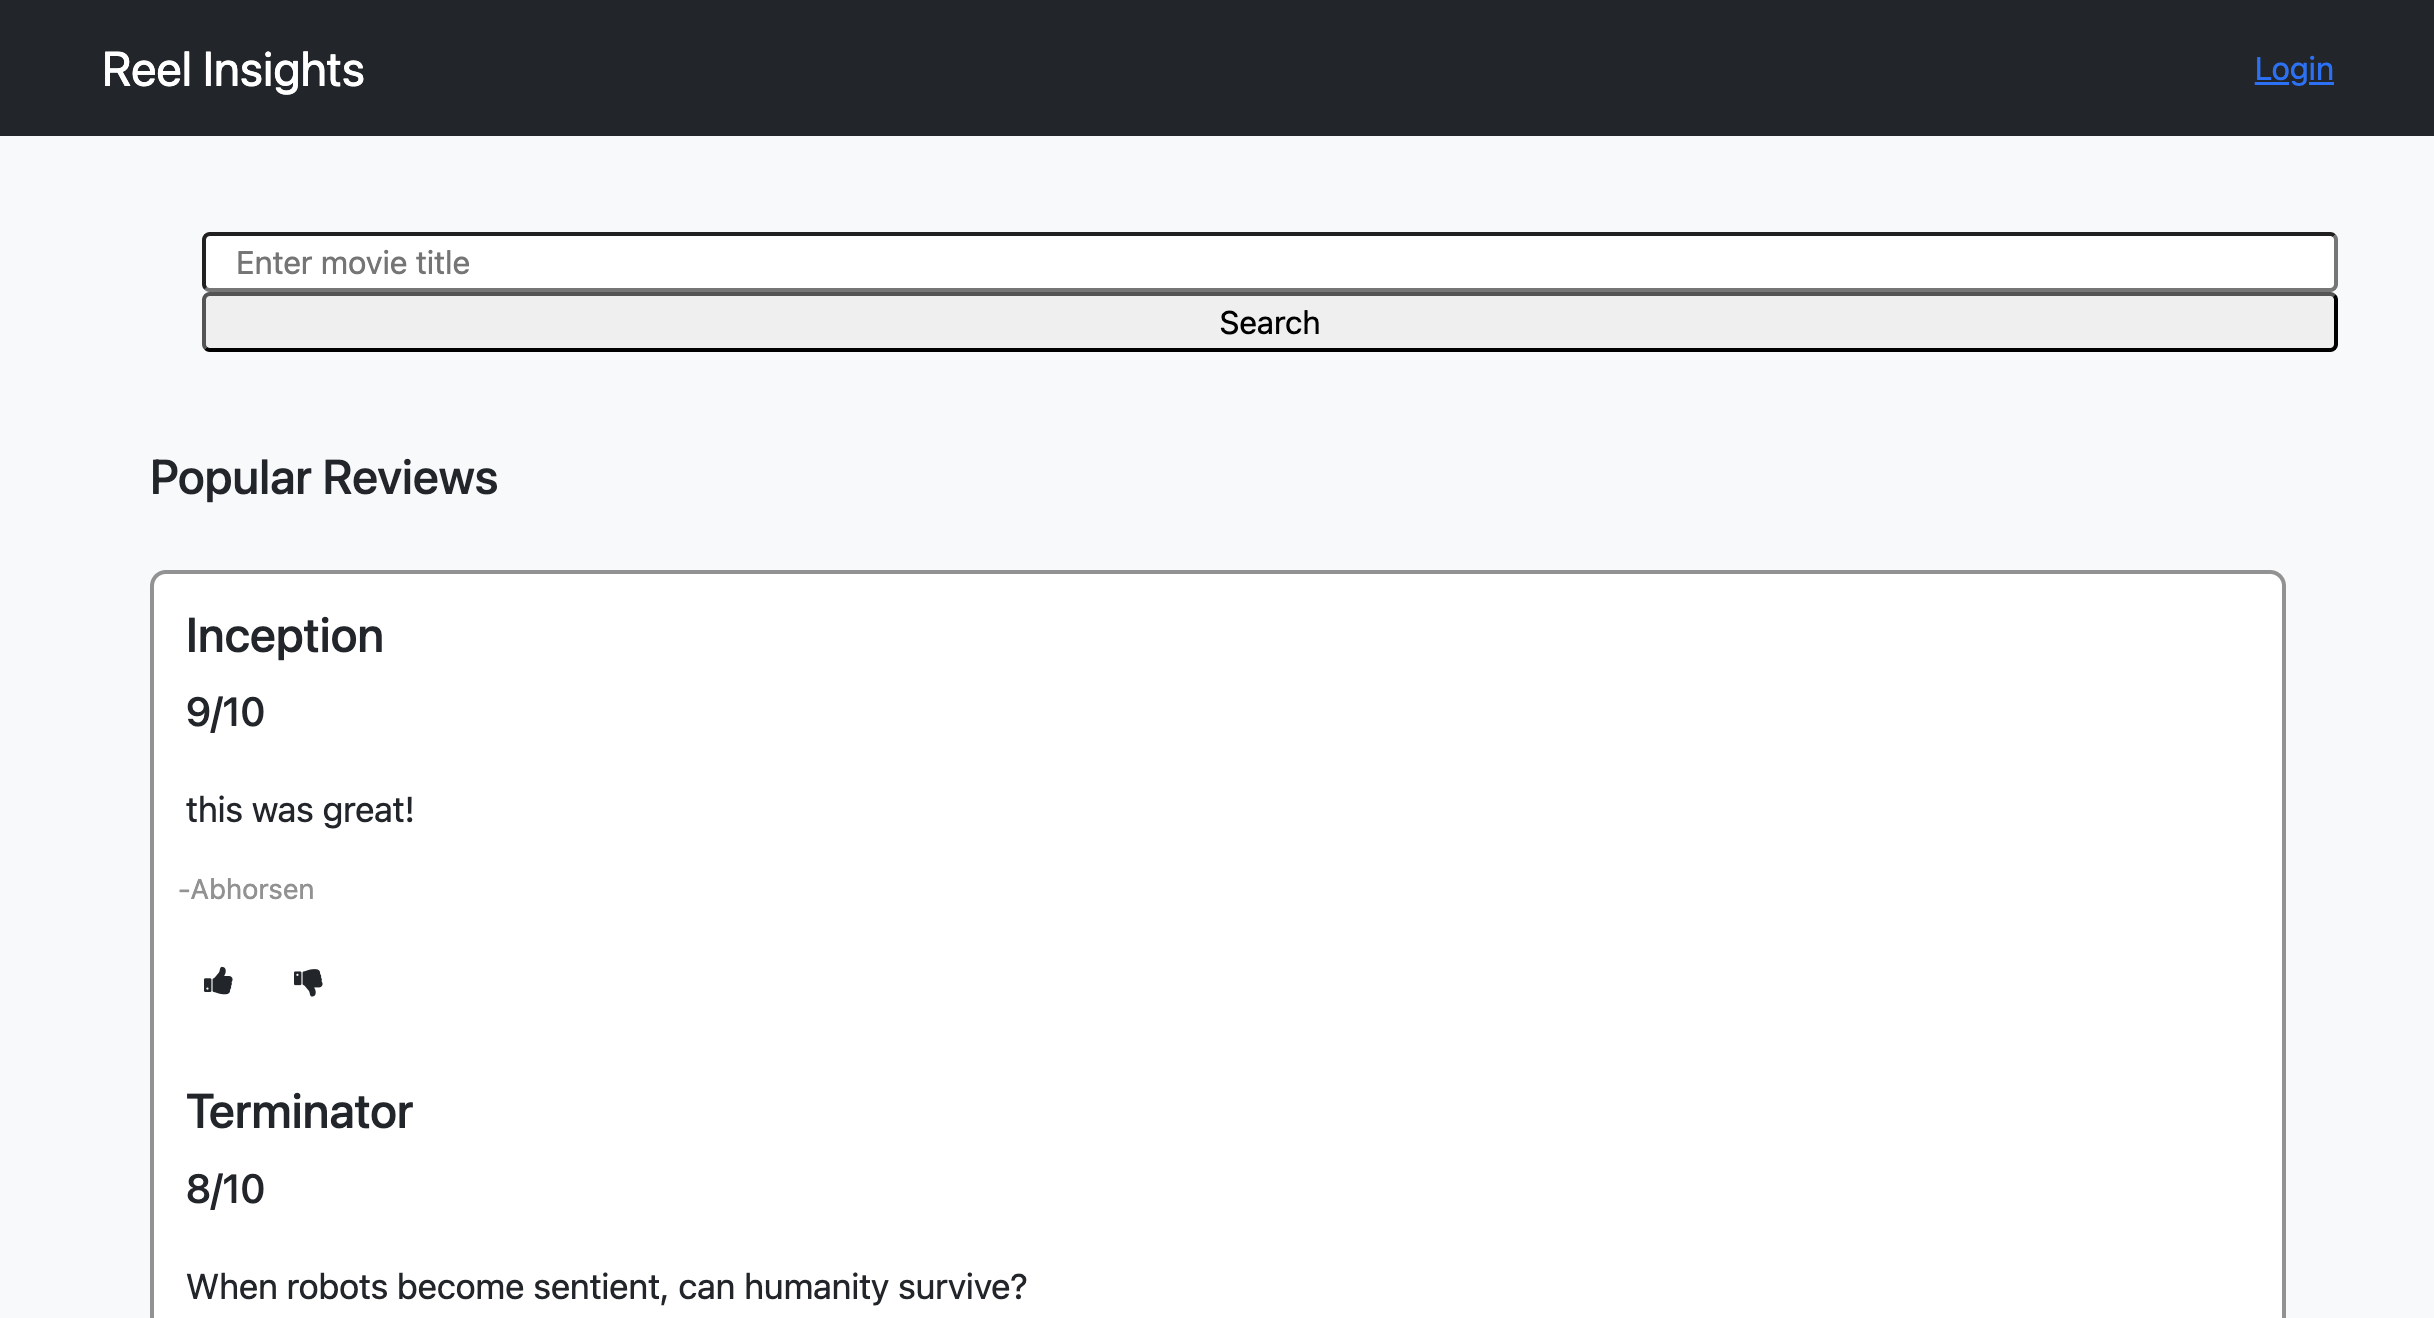 Reel Insights
Login
Enter movie title
Search
Popular Reviews
Inception
9/10
this was great!
-Abhorsen
Terminator
8/10
When robots become sentient, can humanity survive?